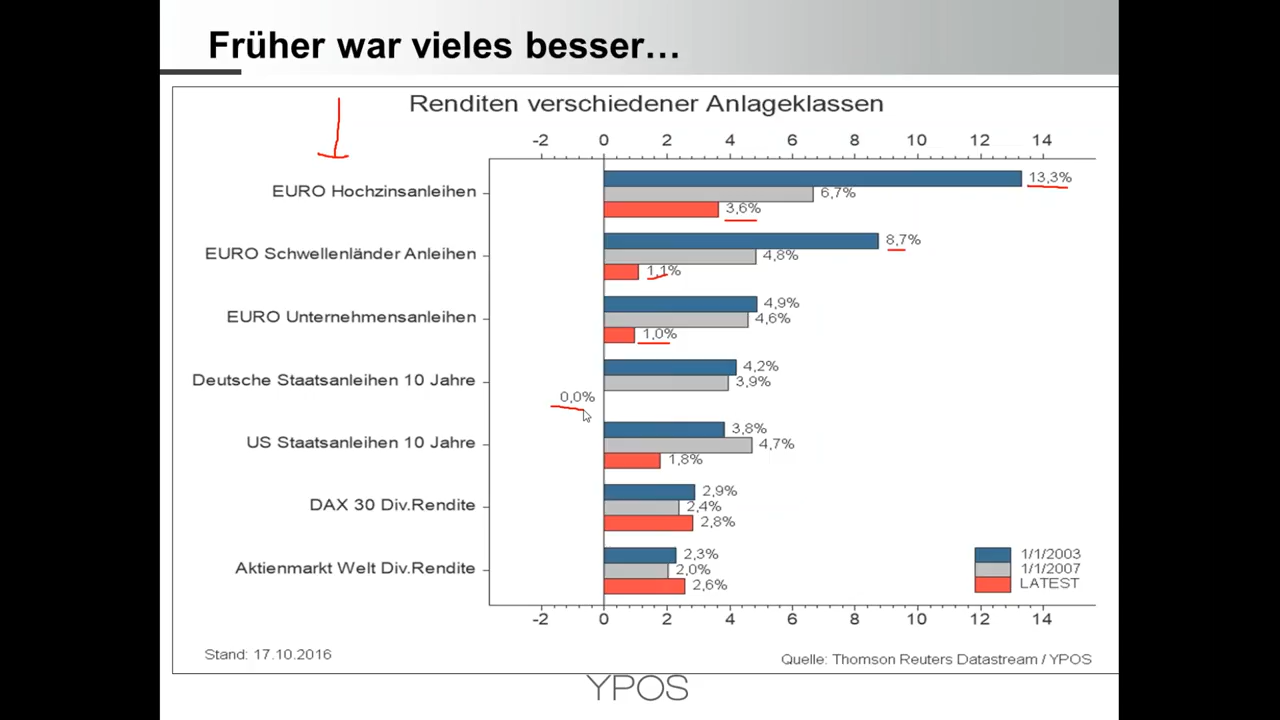 Früher war vieles besser…
Renditen verschiedener Anlageklassen
-2 0 2 4 6 8 10 12 14
EURO Hochzinsanleihen
13,3%
6,7%
3,6%
EURO Schwellenländer Anleihen
8,7%
4,8%
1,1%
EURO Unternehmensanleihen
4,9%
4,6%
1,0%
Deutsche Staatsanleihen 10 Jahre
4,2%
3,9%
0,0%
US Staatsanleihen 10 Jahre
3,8%
4,7%
1,8%
DAX 30 Div.Rendite
2,9%
2,4%
2,8%
Aktienmarkt Welt Div.Rendite
2,3%
2,0%
2,6%
1/1/2003
1/1/2007
LATEST
-2 0 2 4 6 8 10 12 14
Stand: 17.10.2016
Quelle: Thomson Reuters Datastream / YPOS
YPOS